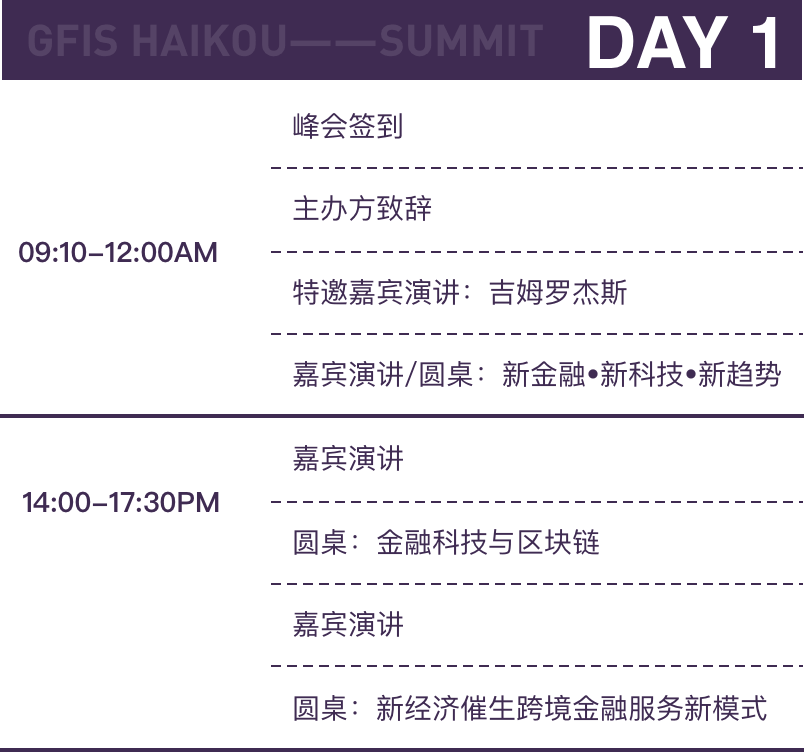 GFIS HAIKOU——SUMMIT DAY 1
峰会签到
主办方致辞
09:10–12:00AM
特邀嘉宾演讲：吉姆罗杰斯
嘉宾演讲/圆桌：新金融•新科技•新趋势
嘉宾演讲
14:00–17:30PM
圆桌：金融科技与区块链
嘉宾演讲
圆桌：新经济催生跨境金融服务新模式